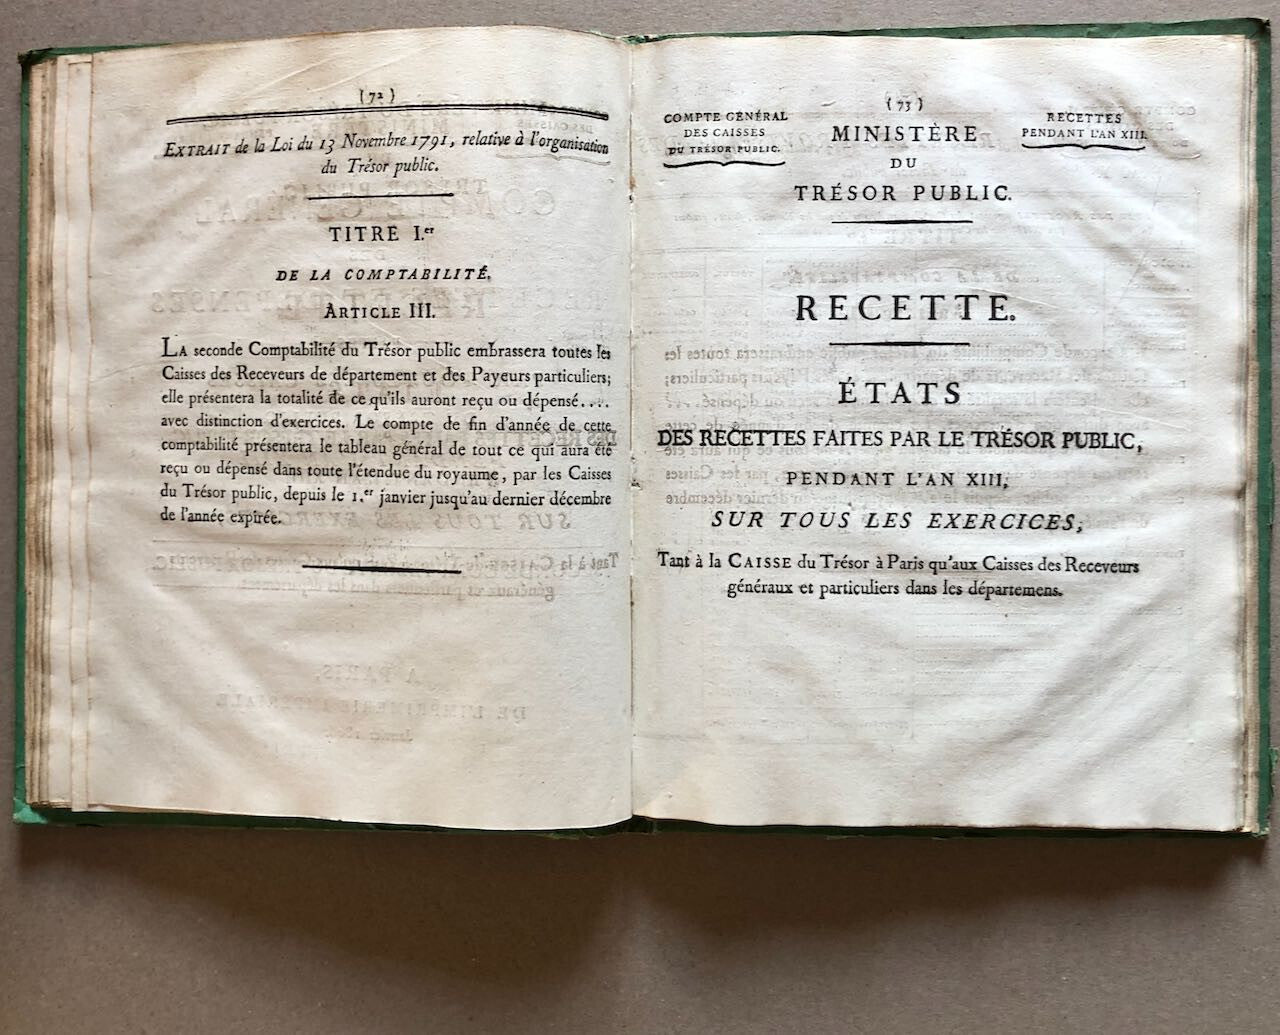 (72)
EXTRAIT de la Loi du 13 Novembre 1791, relative à l'organisation
du Trésor public.
TITRE I.er
DE LA COMPTABILITÉ.
ARTICLE III.
LA seconde Comptabilité du Trésor public embrassera toutes les
Caisses des Receveurs de département et des Payeurs particuliers;
elle présentera la totalité de ce qu'ils auront reçu ou dépensé....
avec distinction d'exercices. Le compte de fin d'année de cette
comptabilité présentera le tableau général de tout ce qui aura été
reçu ou dépensé dans toute l'étendue du royaume, par les Caisses
du Trésor public, depuis le 1.er janvier jusqu'au dernier décembre
de l'année expirée.
(73)
COMPTE GÉNÉRAL
DES CAISSES
DU TRÉSOR PUBLIC.
RECETTES
PENDANT L'AN XIII.
MINISTÈRE
DU
TRÉSOR PUBLIC.
RECETTE.
ÉTATS
DES RECETTES FAITES PAR LE TRÉSOR PUBLIC,
PENDANT L'AN XIII,
SUR TOUS LES EXERCICES,
Tant à la CAISSE du Trésor à Paris qu'aux Caisses des Receveurs
généraux et particuliers dans les départemens.